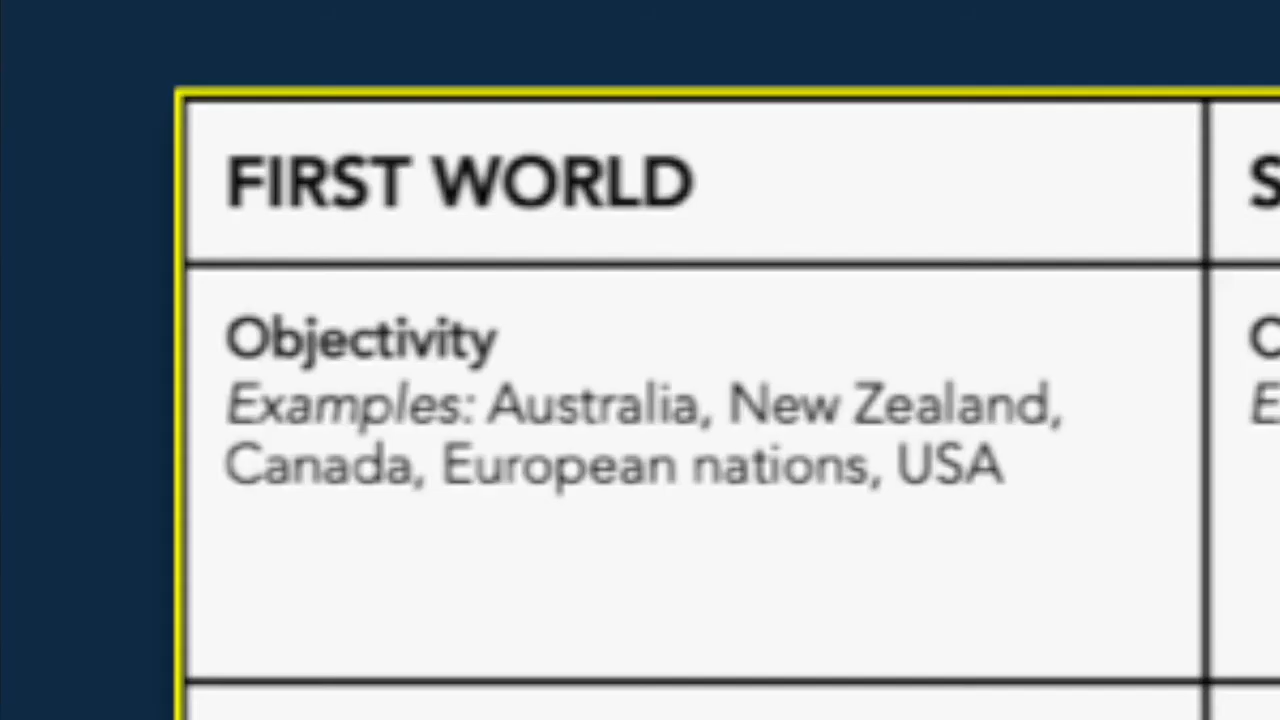 FIRST WORLD
Objectivity
Examples: Australia, New Zealand,
Canada, European nations, USA